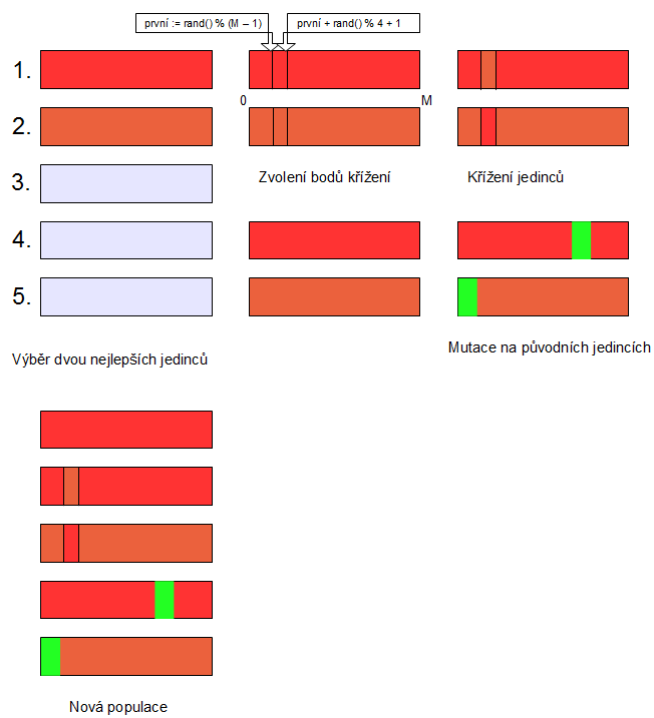 první := rand() % (M – 1)
první + rand() % 4 + 1
1.
0
M
2.
Zvolení bodů křížení
Křížení jedinců
3.
4.
5.
Výběr dvou nejlepších jedinců
Mutace na původních jedincích
Nová populace